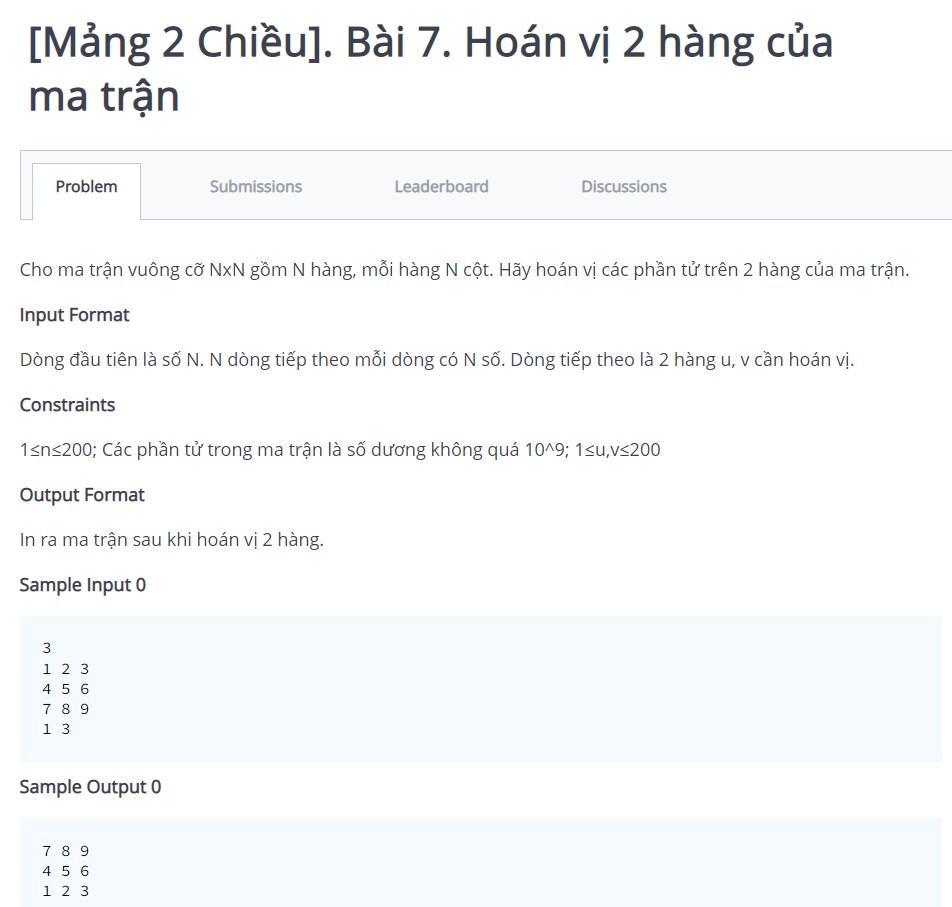 [Mảng 2 Chiều]. Bài 7. Hoán vị 2 hàng của
ma trận
Problem
Submissions
Leaderboard
Discussions
Cho ma trận vuông cỡ NxN gồm N hàng, mỗi hàng N cột. Hãy hoán vị các phần tử trên 2 hàng của ma trận.
Input Format
Dòng đầu tiên là số N. N dòng tiếp theo mỗi dòng có N số. Dòng tiếp theo là 2 hàng u, v cần hoán vị.
Constraints
1≤n≤200; Các phần tử trong ma trận là số dương không quá 10^9; 1≤u,v≤200
Output Format
In ra ma trận sau khi hoán vị 2 hàng.
Sample Input 0
3
1 2 3
4 5 6
7 8 9
1 3
Sample Output 0
7 8 9
4 5 6
1 2 3